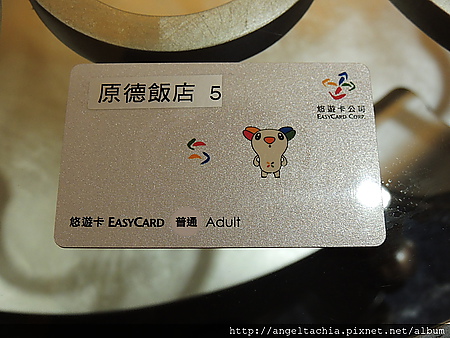 原德飯店 5
悠遊卡公司
EASYCARD CORP.
悠遊卡 EASYCARD 普通 Adult
http://angeltachia.pixnet.net/album